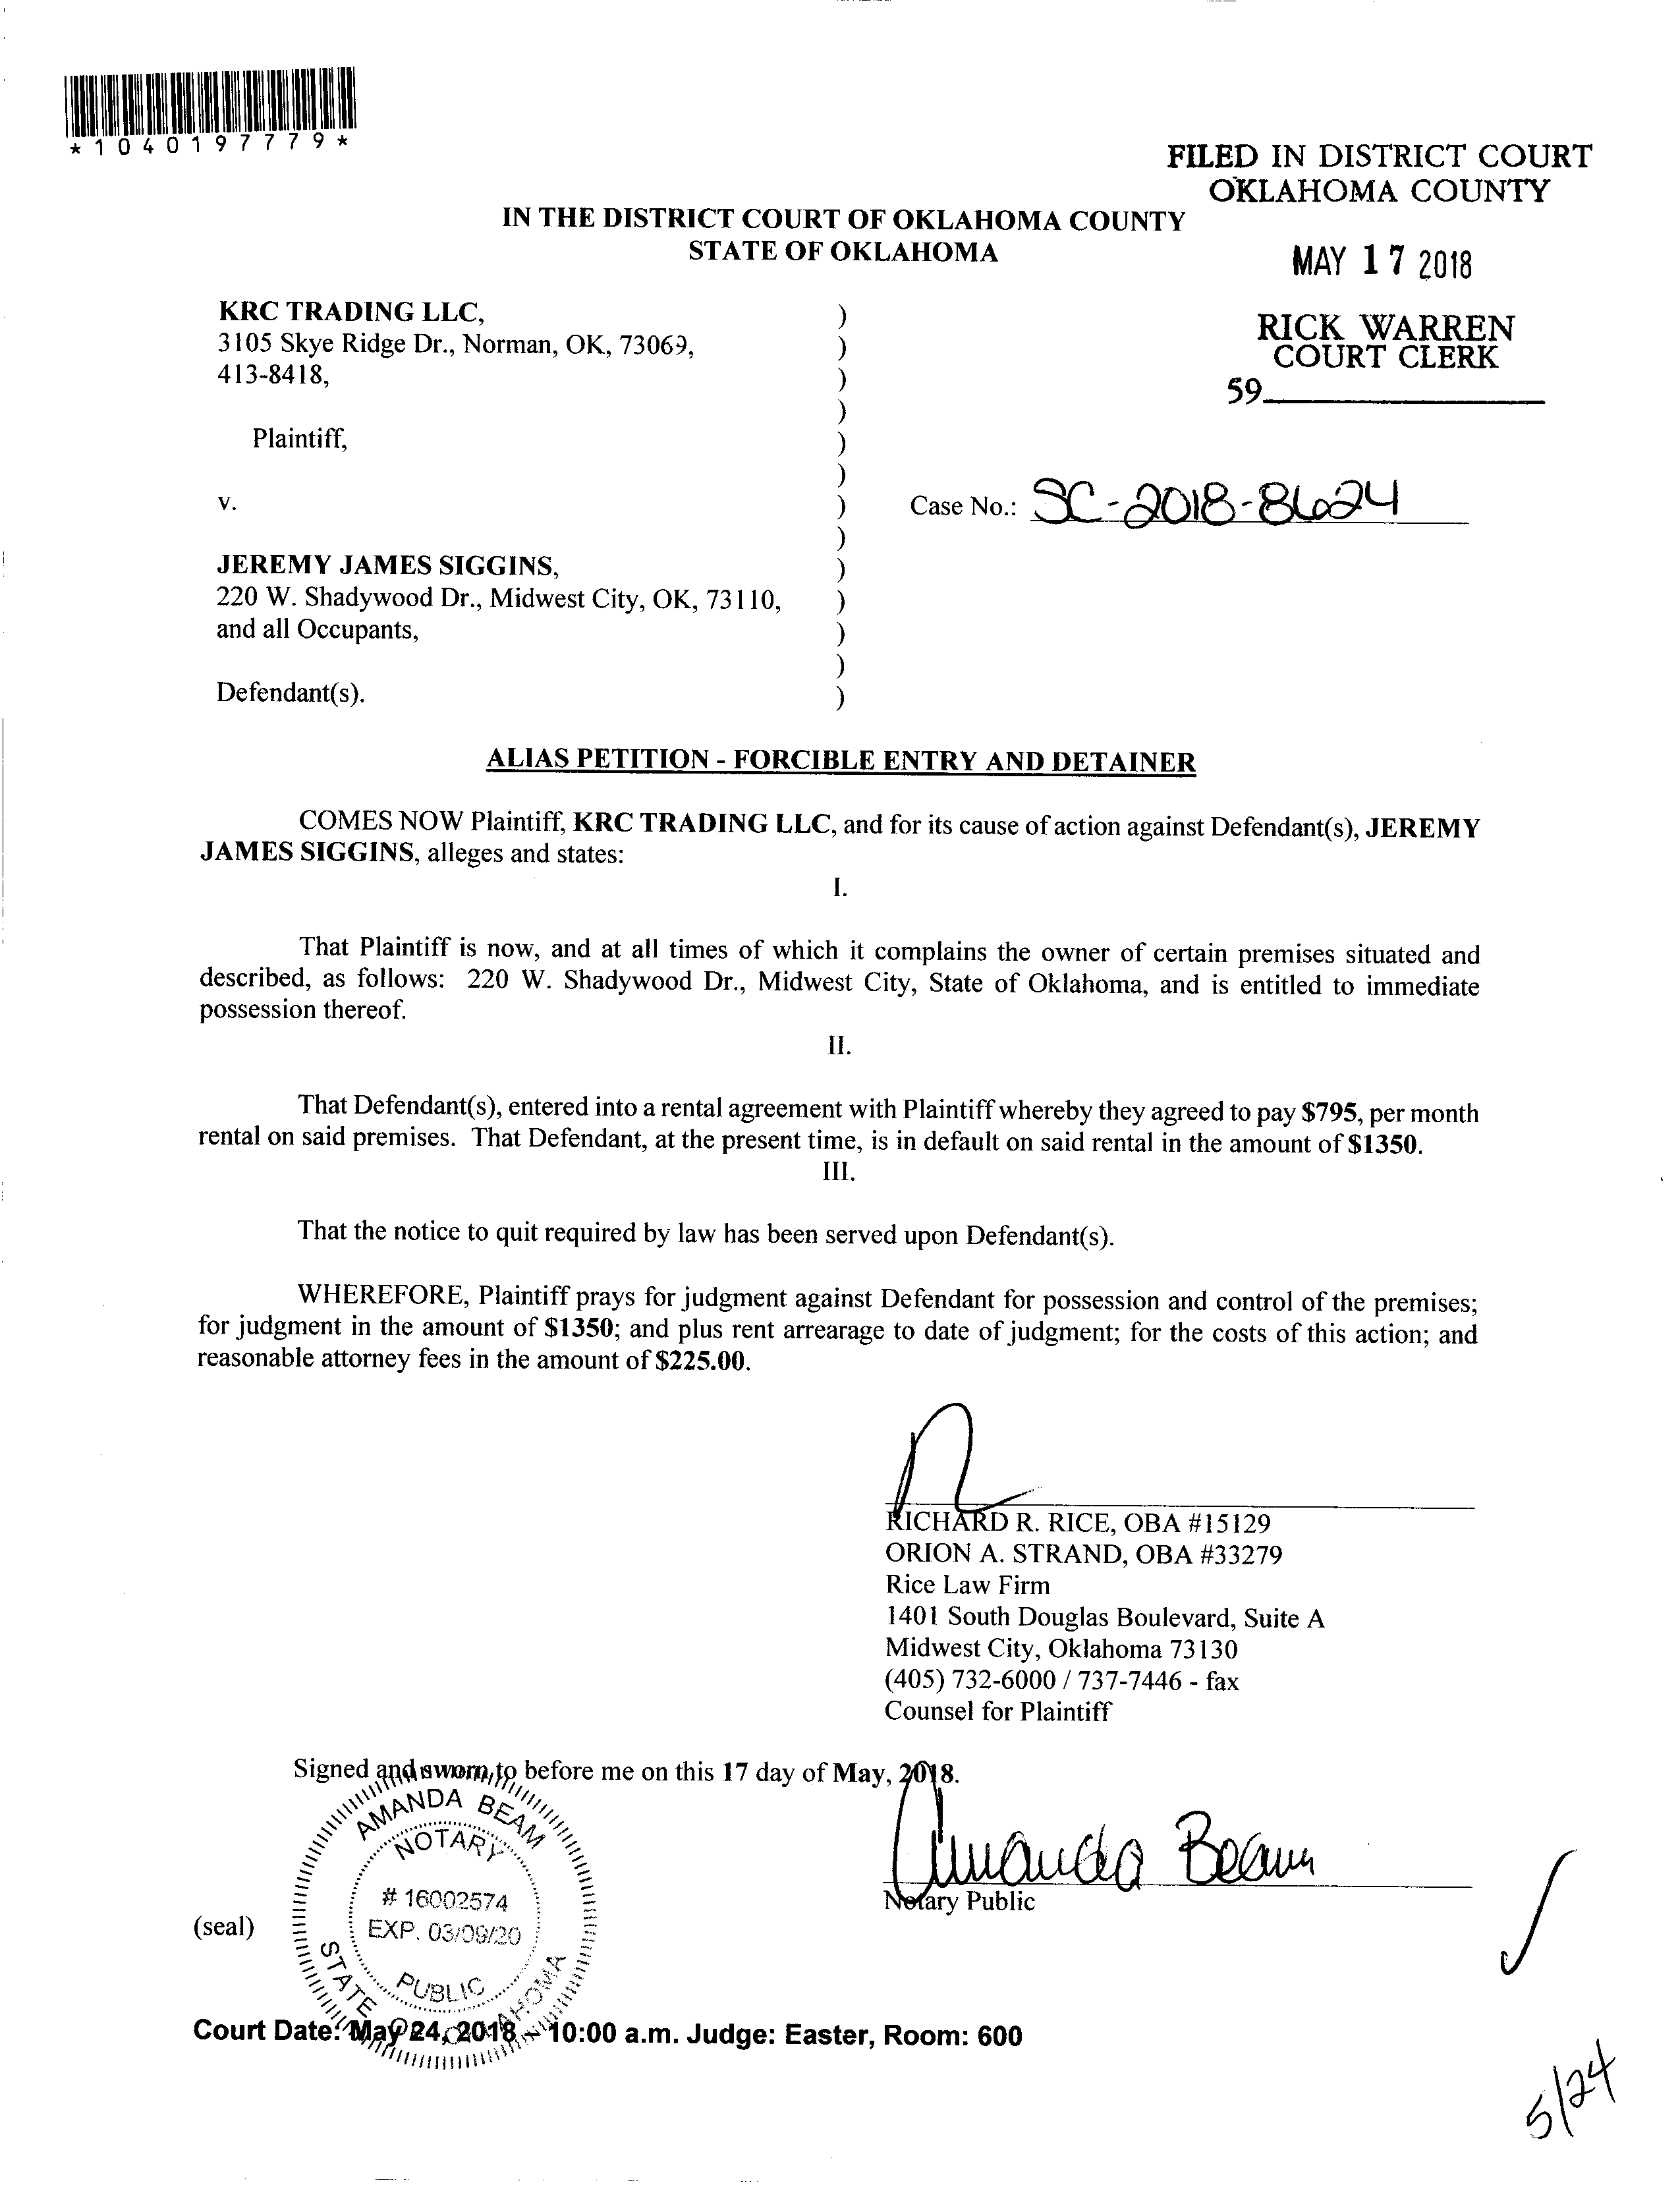 *1040197779*
FILED IN DISTRICT COURT
OKLAHOMA COUNTY
MAY 17 2018
RICK WARREN
COURT CLERK
59
IN THE DISTRICT COURT OF OKLAHOMA COUNTY
STATE OF OKLAHOMA
KRC TRADING LLC, )
3105 Skye Ridge Dr., Norman, OK, 73069, )
413-8418, )
)
Plaintiff, )
)
v. ) Case No.: SC-2018-8624
)
JEREMY JAMES SIGGINS, )
220 W. Shadywood Dr., Midwest City, OK, 73110, )
and all Occupants, )
)
Defendant(s). )
ALIAS PETITION - FORCIBLE ENTRY AND DETAINER
COMES NOW Plaintiff, KRC TRADING LLC, and for its cause of action against Defendant(s), JEREMY
JAMES SIGGINS, alleges and states:
I.
That Plaintiff is now, and at all times of which it complains the owner of certain premises situated and
described, as follows: 220 W. Shadywood Dr., Midwest City, State of Oklahoma, and is entitled to immediate
possession thereof.
II.
That Defendant(s), entered into a rental agreement with Plaintiff whereby they agreed to pay $795, per month
rental on said premises. That Defendant, at the present time, is in default on said rental in the amount of $1350.
III.
That the notice to quit required by law has been served upon Defendant(s).
WHEREFORE, Plaintiff prays for judgment against Defendant for possession and control of the premises;
for judgment in the amount of $1350; and plus rent arrearage to date of judgment; for the costs of this action; and
reasonable attorney fees in the amount of $225.00.
RICHARD R. RICE, OBA #15129
ORION A. STRAND, OBA #33279
Rice Law Firm
1401 South Douglas Boulevard, Suite A
Midwest City, Oklahoma 73130
(405) 732-6000 / 737-7446 - fax
Counsel for Plaintiff
Signed and sworn to before me on this 17 day of May, 2018.
Amanda Beam
Notary Public
(seal)
AMANDA BEAM
NOTARY
# 16002574
EXP. 03/09/20
PUBLIC
STATE OF OKLAHOMA
Court Date: May 24, 2018 - 10:00 a.m. Judge: Easter, Room: 600
5/24